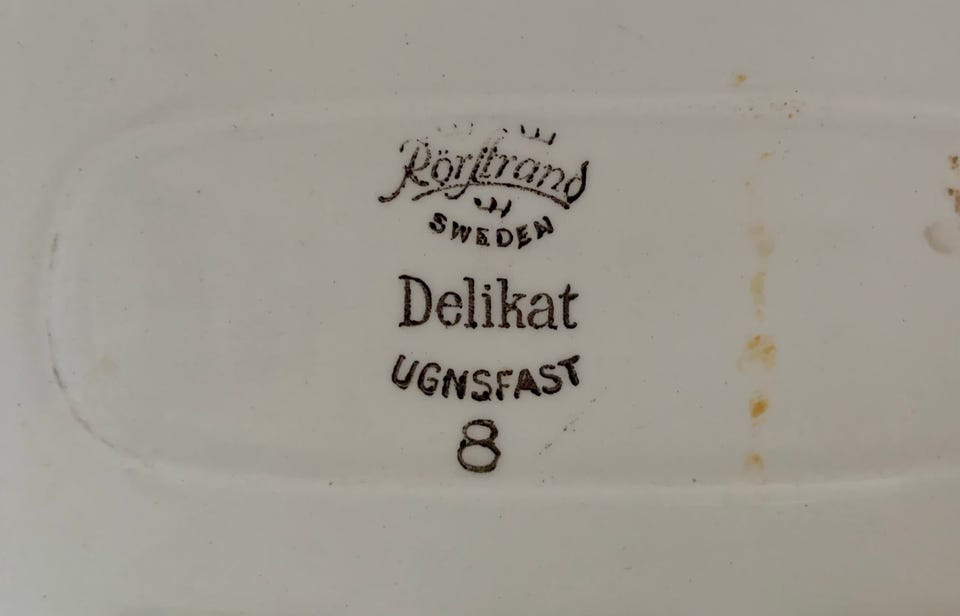 Rörstrand
SWEDEN
Delikat
UGNSFAST
8